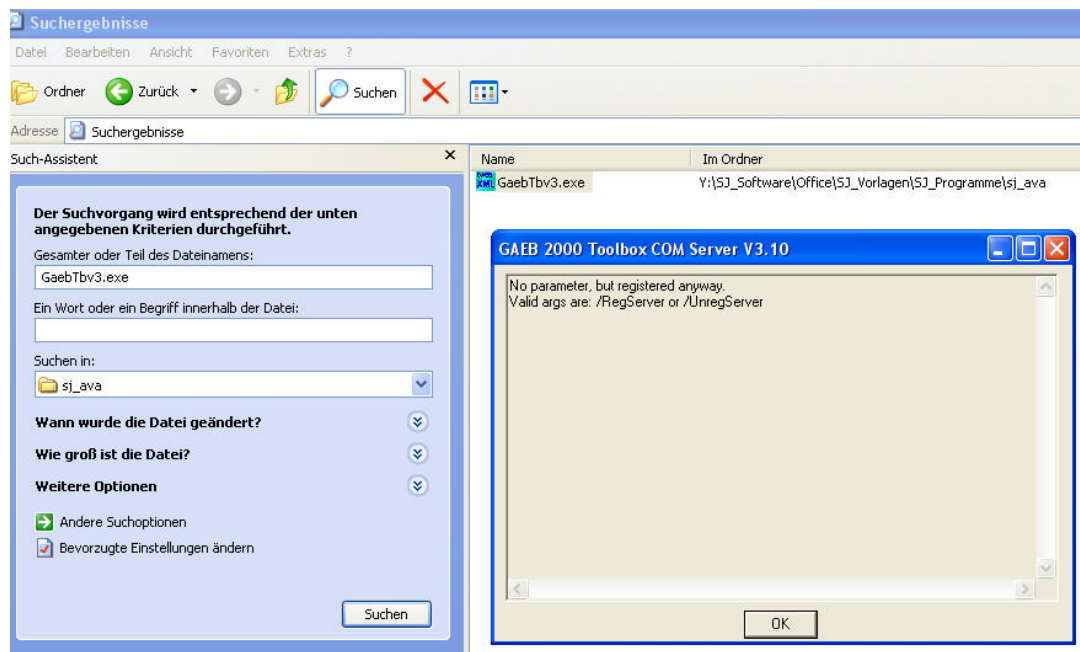 Suchergebnisse
Datei Bearbeiten Ansicht Favoriten Extras ?
Ordner Zurück Suchen
Adresse Suchergebnisse
Such-Assistent
Der Suchvorgang wird entsprechend der unten
angegebenen Kriterien durchgeführt.
Gesamter oder Teil des Dateinamens:
GaebTbv3.exe
Ein Wort oder ein Begriff innerhalb der Datei:
Suchen in:
sj_ava
Wann wurde die Datei geändert?
Wie groß ist die Datei?
Weitere Optionen
Andere Suchoptionen
Bevorzugte Einstellungen ändern
Suchen
Name Im Ordner
GaebTbv3.exe Y:\SJ_Software\Office\SJ_Vorlagen\SJ_Programme\sj_ava
GAEB 2000 Toolbox COM Server V3.10
No parameter, but registered anyway.
Valid args are: /RegServer or /UnregServer
OK